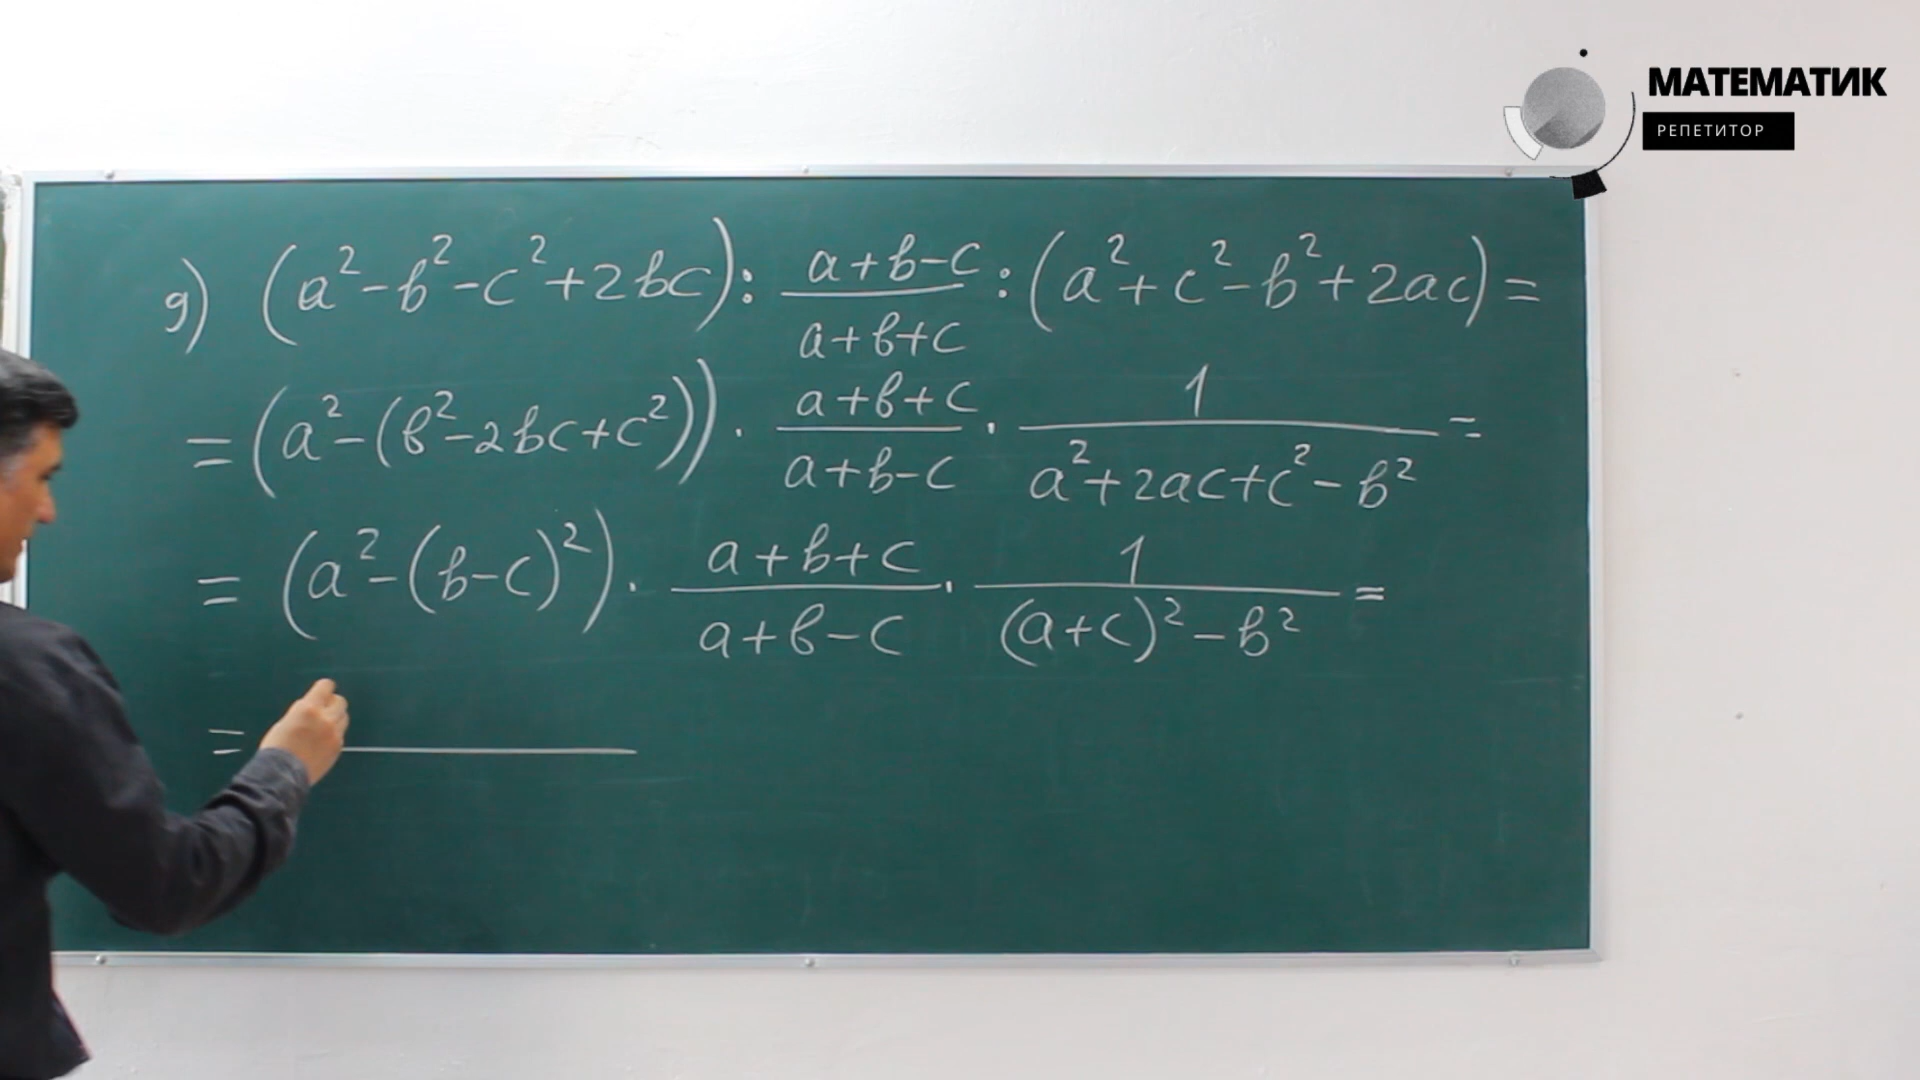 МАТЕМАТИК
РЕПЕТИТОР
g) (a² - b² - c² + 2bc) : (a+b-c)/(a+b+c) : (a² + c² - b² + 2ac) =
= (a² - (b² - 2bc + c²)) · (a+b+c)/(a+b-c) · 1/(a² + 2ac + c² - b²) =
= (a² - (b-c)²) · (a+b+c)/(a+b-c) · 1/((a+c)² - b²) =
=